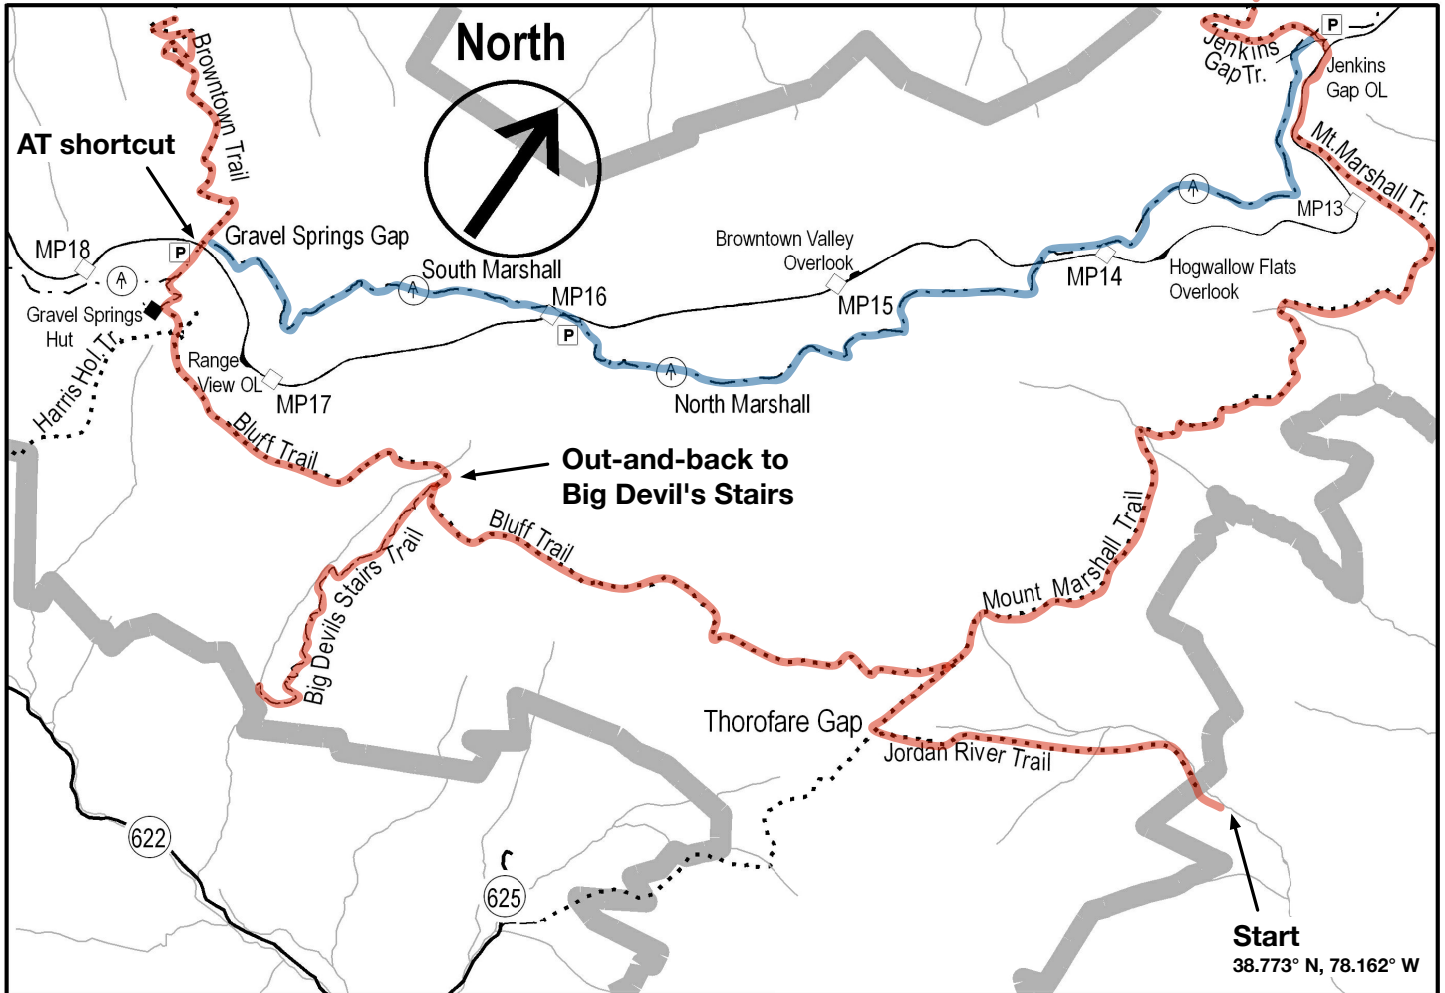 North
Browntown Trail
AT shortcut
P
Jenkins
Gap Tr.
Jenkins
Gap OL
Mt. Marshall Tr.
MP13
P
Gravel Springs Gap
MP18
A
Gravel Springs
Hut
South Marshall
A
MP16
P
Browntown Valley
Overlook
MP15
A
MP14
Hogwallow Flats
Overlook
Harris Hol. Tr.
Range
View OL
MP17
A
North Marshall
Bluff Trail
Out-and-back to
Big Devil's Stairs
Bluff Trail
Big Devils Stairs Trail
Mount Marshall Trail
Thorofare Gap
Jordan River Trail
622
625
Start
38.773° N, 78.162° W